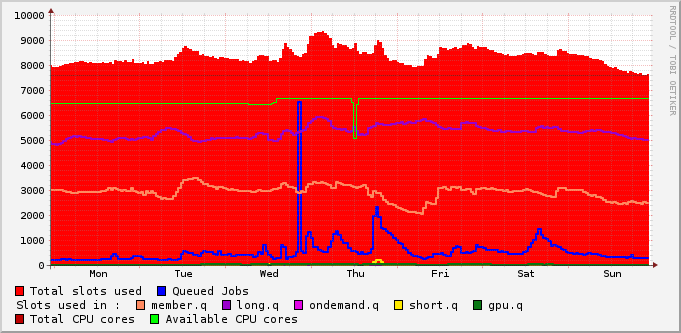 10000
9000
8000
7000
6000
5000
4000
3000
2000
1000
0
Mon Tue Wed Thu Fri Sat Sun
Total slots used Queued Jobs
Slots used in : member.q long.q ondemand.q short.q gpu.q
Total CPU cores Available CPU cores
RRDTOOL / TOBI OETIKER